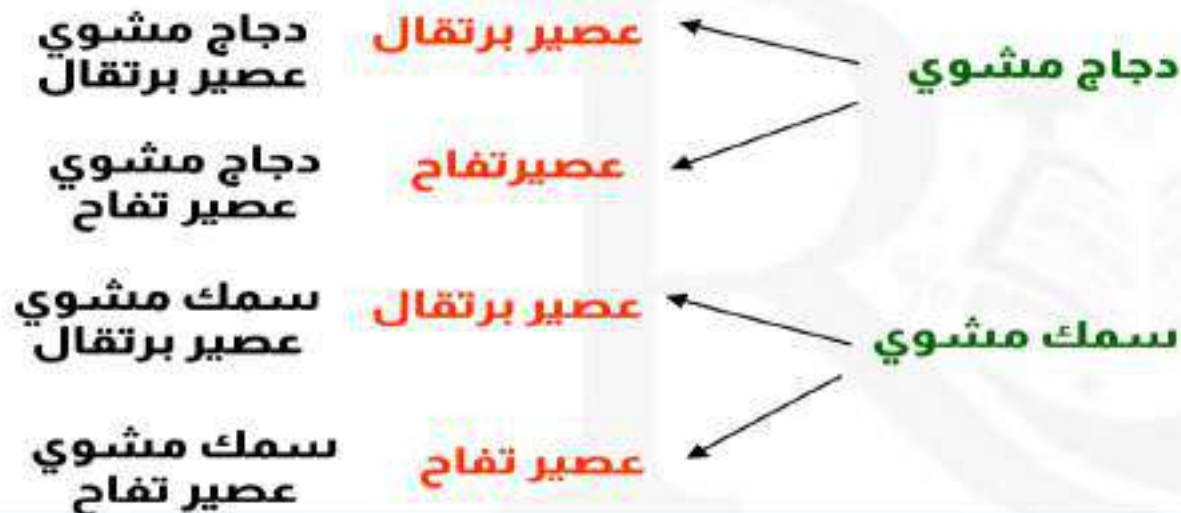 دجاج مشوي
عصير برتقال
دجاج مشوي
عصير برتقال
عصيرتفاح
دجاج مشوي
عصير تفاح
سمك مشوي
عصير برتقال
سمك مشوي
عصير برتقال
عصير تفاح
سمك مشوي
عصير تفاح